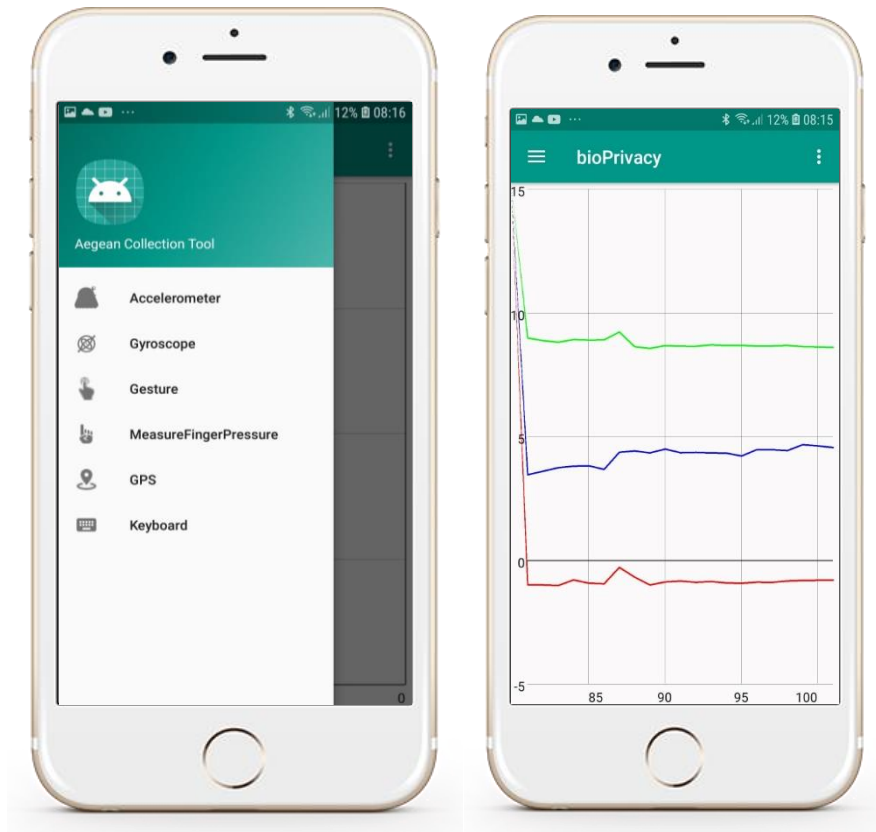 12% 08:16
Aegean Collection Tool
Accelerometer
Gyroscope
Gesture
MeasureFingerPressure
GPS
Keyboard
0
12% 08:15
bioPrivacy
15
10
5
0
-5
85 90 95 100